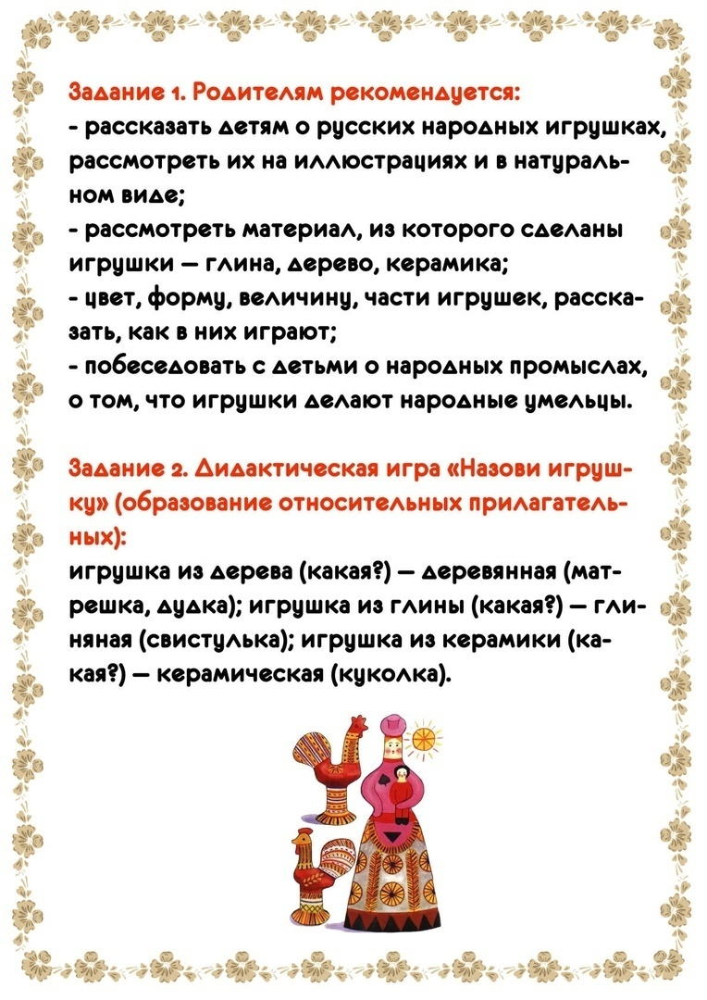 Задание 1. Родителям рекомендуется:
- рассказать детям о русских народных игрушках,
рассмотреть их на иллюстрациях и в натураль-
ном виде;
- рассмотреть материал, из которого сделаны
игрушки — глина, дерево, керамика;
- цвет, форму, величину, части игрушек, расска-
зать, как в них играют;
- побеседовать с детьми о народных промыслах,
о том, что игрушки делают народные умельцы.
Задание 2. Дидактическая игра «Назови игруш-
ку» (образование относительных прилагатель-
ных):
игрушка из дерева (какая?) — деревянная (мат-
решка, дудка); игрушка из глины (какая?) — гли-
няная (свистулька); игрушка из керамики (ка-
кая?) — керамическая (куколка).